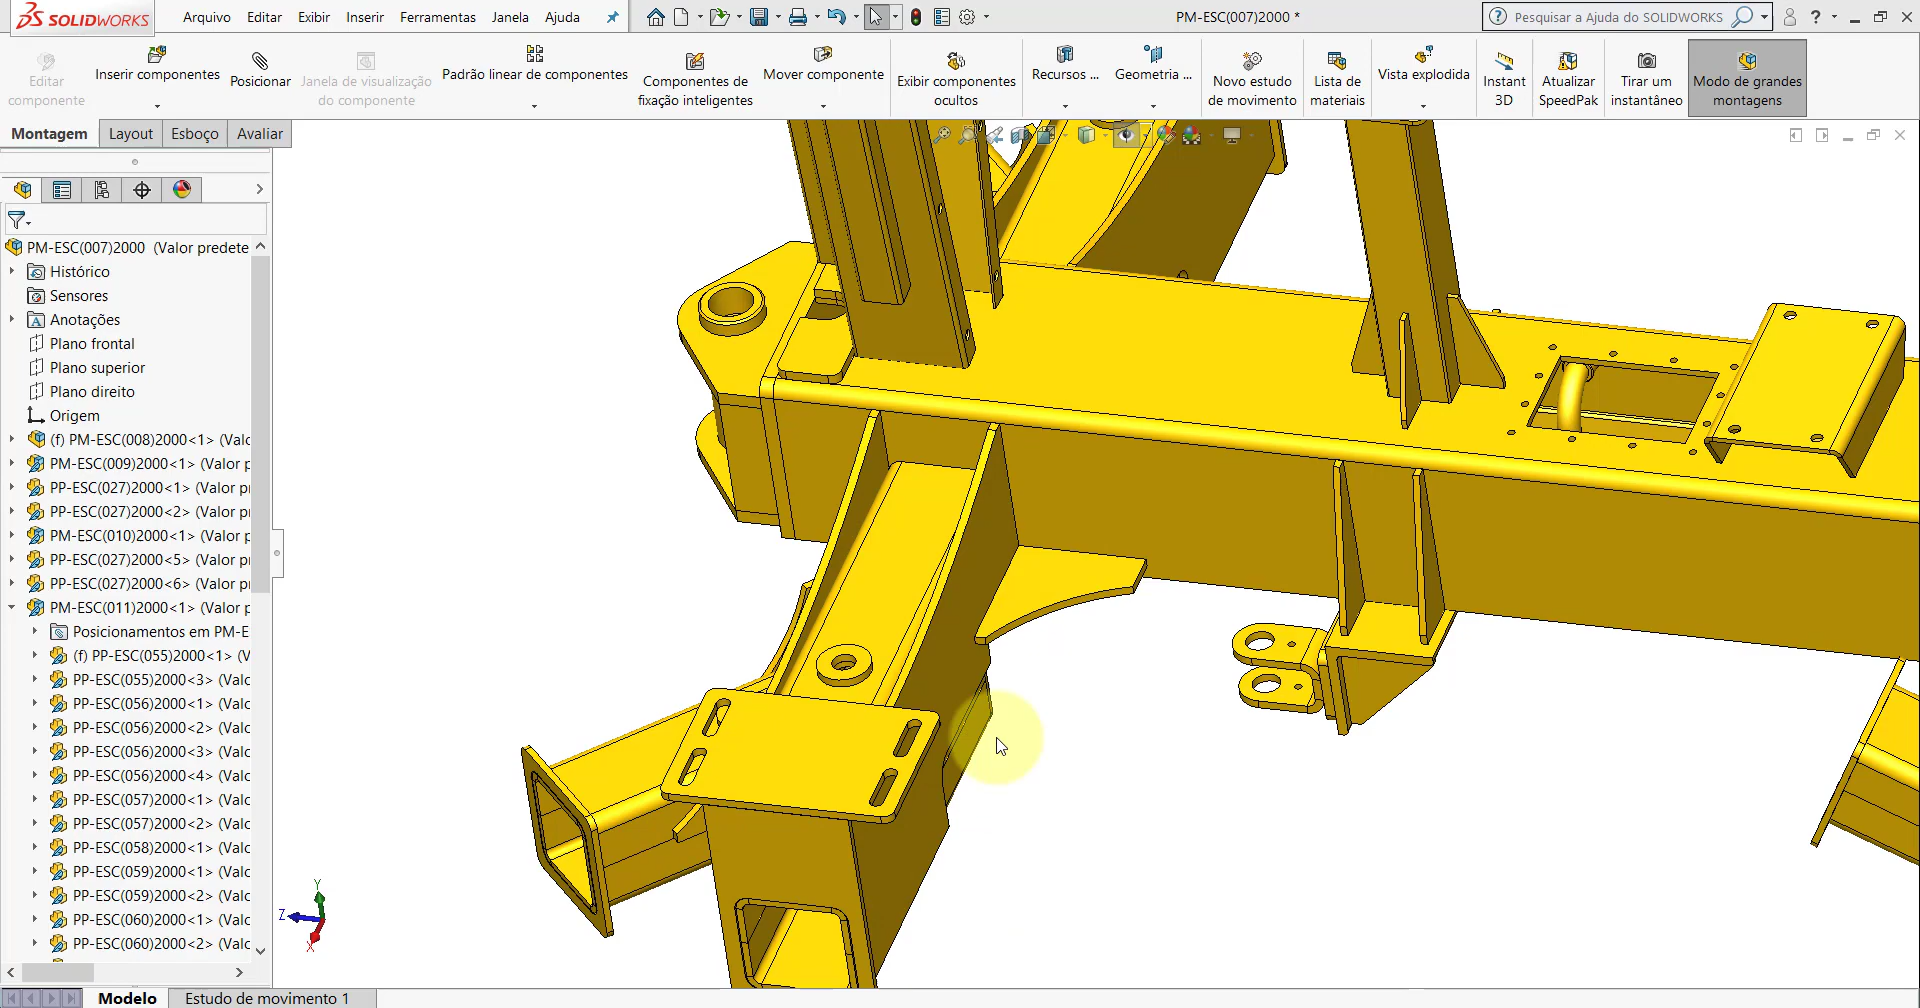 SOLIDWORKS
Arquivo Editar Exibir Inserir Ferramentas Janela Ajuda
PM-ESC(007)2000 *
Pesquisar a Ajuda do SOLIDWORKS
Editar componente
Inserir componentes
Posicionar
Janela de visualização do componente
Padrão linear de componentes
Componentes de fixação inteligentes
Mover componente
Exibir componentes ocultos
Recursos ...
Geometria ...
Novo estudo de movimento
Lista de materiais
Vista explodida
Instant 3D
Atualizar SpeedPak
Tirar um instantâneo
Modo de grandes montagens
Montagem Layout Esboço Avaliar
PM-ESC(007)2000 (Valor predete
Histórico
Sensores
Anotações
Plano frontal
Plano superior
Plano direito
Origem
(f) PM-ESC(008)2000<1> (Valc
PM-ESC(009)2000<1> (Valor p
PP-ESC(027)2000<1> (Valor pr
PP-ESC(027)2000<2> (Valor pr
PM-ESC(010)2000<1> (Valor p
PP-ESC(027)2000<5> (Valor pr
PP-ESC(027)2000<6> (Valor pr
PM-ESC(011)2000<1> (Valor p
Posicionamentos em PM-E
(f) PP-ESC(055)2000<1> (V
PP-ESC(055)2000<3> (Valc
PP-ESC(056)2000<1> (Valc
PP-ESC(056)2000<2> (Valc
PP-ESC(056)2000<3> (Valc
PP-ESC(056)2000<4> (Valc
PP-ESC(057)2000<1> (Valc
PP-ESC(057)2000<2> (Valc
PP-ESC(058)2000<1> (Valc
PP-ESC(059)2000<1> (Valc
PP-ESC(059)2000<2> (Valc
PP-ESC(060)2000<1> (Valc
PP-ESC(060)2000<2> (Valc
Y
Z
X
Modelo Estudo de movimento 1